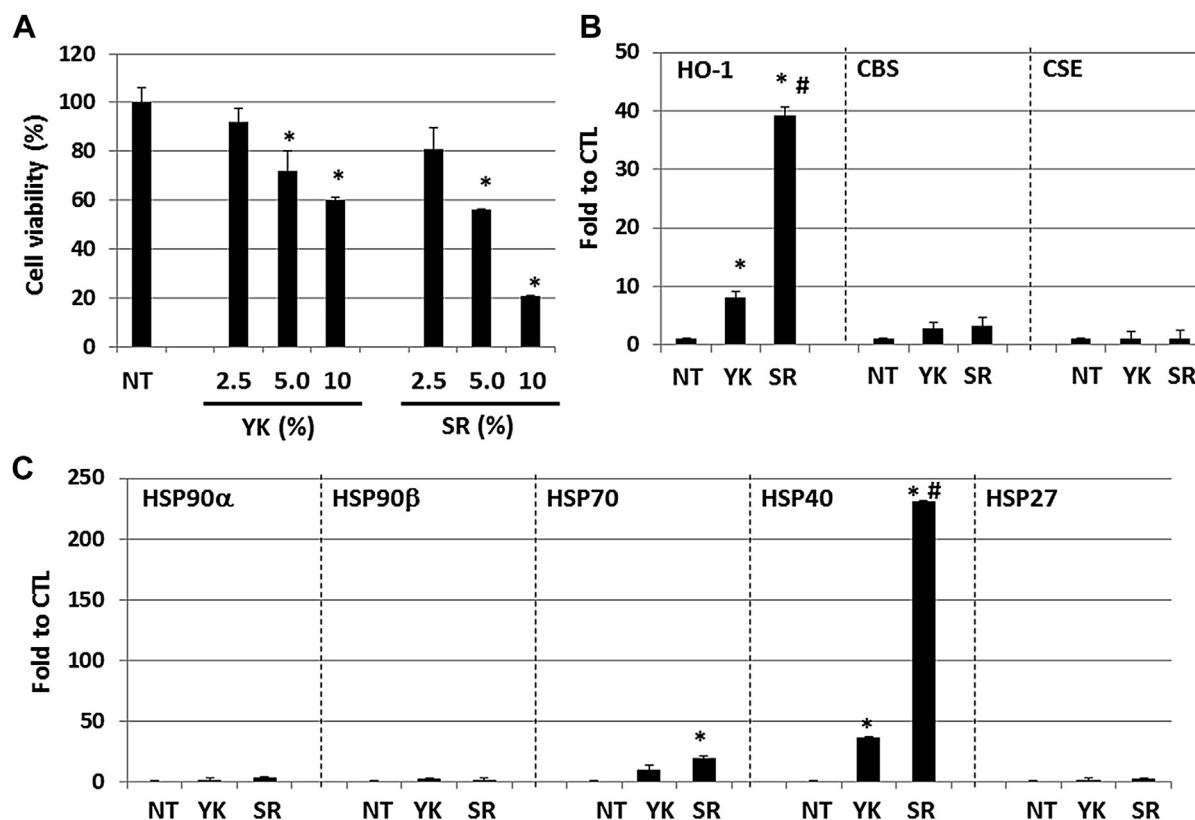 A
120
100
80
60
40
20
0
Cell viability (%)
*
*
*
*
NT
2.5 5.0 10
2.5 5.0 10
YK (%)
SR (%)
B
50
40
30
20
10
0
Fold to CTL
HO-1
CBS
CSE
* #
*
NT YK SR
NT YK SR
NT YK SR
C
250
200
150
100
50
0
Fold to CTL
HSP90α
HSP90β
HSP70
HSP40
HSP27
* #
*
*
NT YK SR
NT YK SR
NT YK SR
NT YK SR
NT YK SR